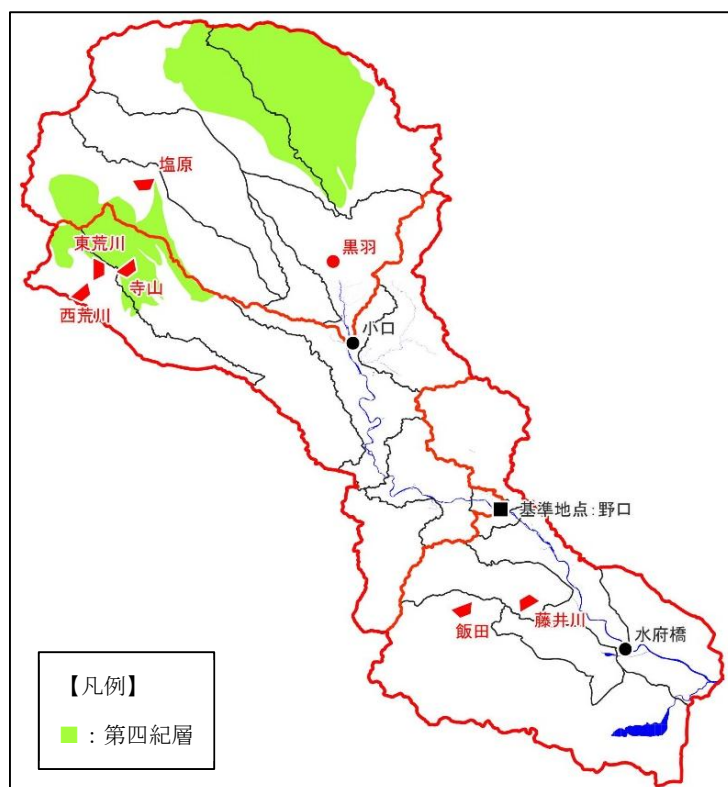 塩原
東荒川
黒羽
寺山
西荒川
小口
基準地点:野口
藤井川
飯田
水府橋
【凡例】
:第四紀層